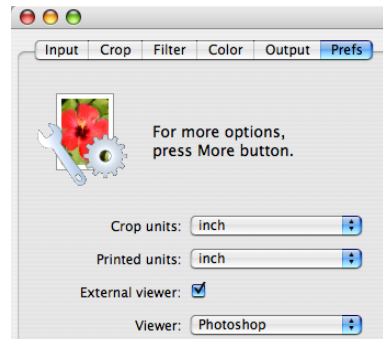 Input Crop Filter Color Output Prefs
For more options,
press More button.
Crop units: inch
Printed units: inch
External viewer:
Viewer: Photoshop